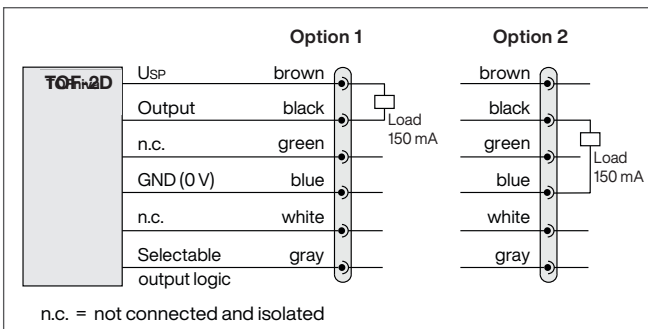 Option 1 Option 2
USP brown brown
Output black black
Load
150 mA
n.c. green green
Load
150 mA
GND (0 V) blue blue
n.c. white white
Selectable gray gray
output logic
n.c. = not connected and isolated